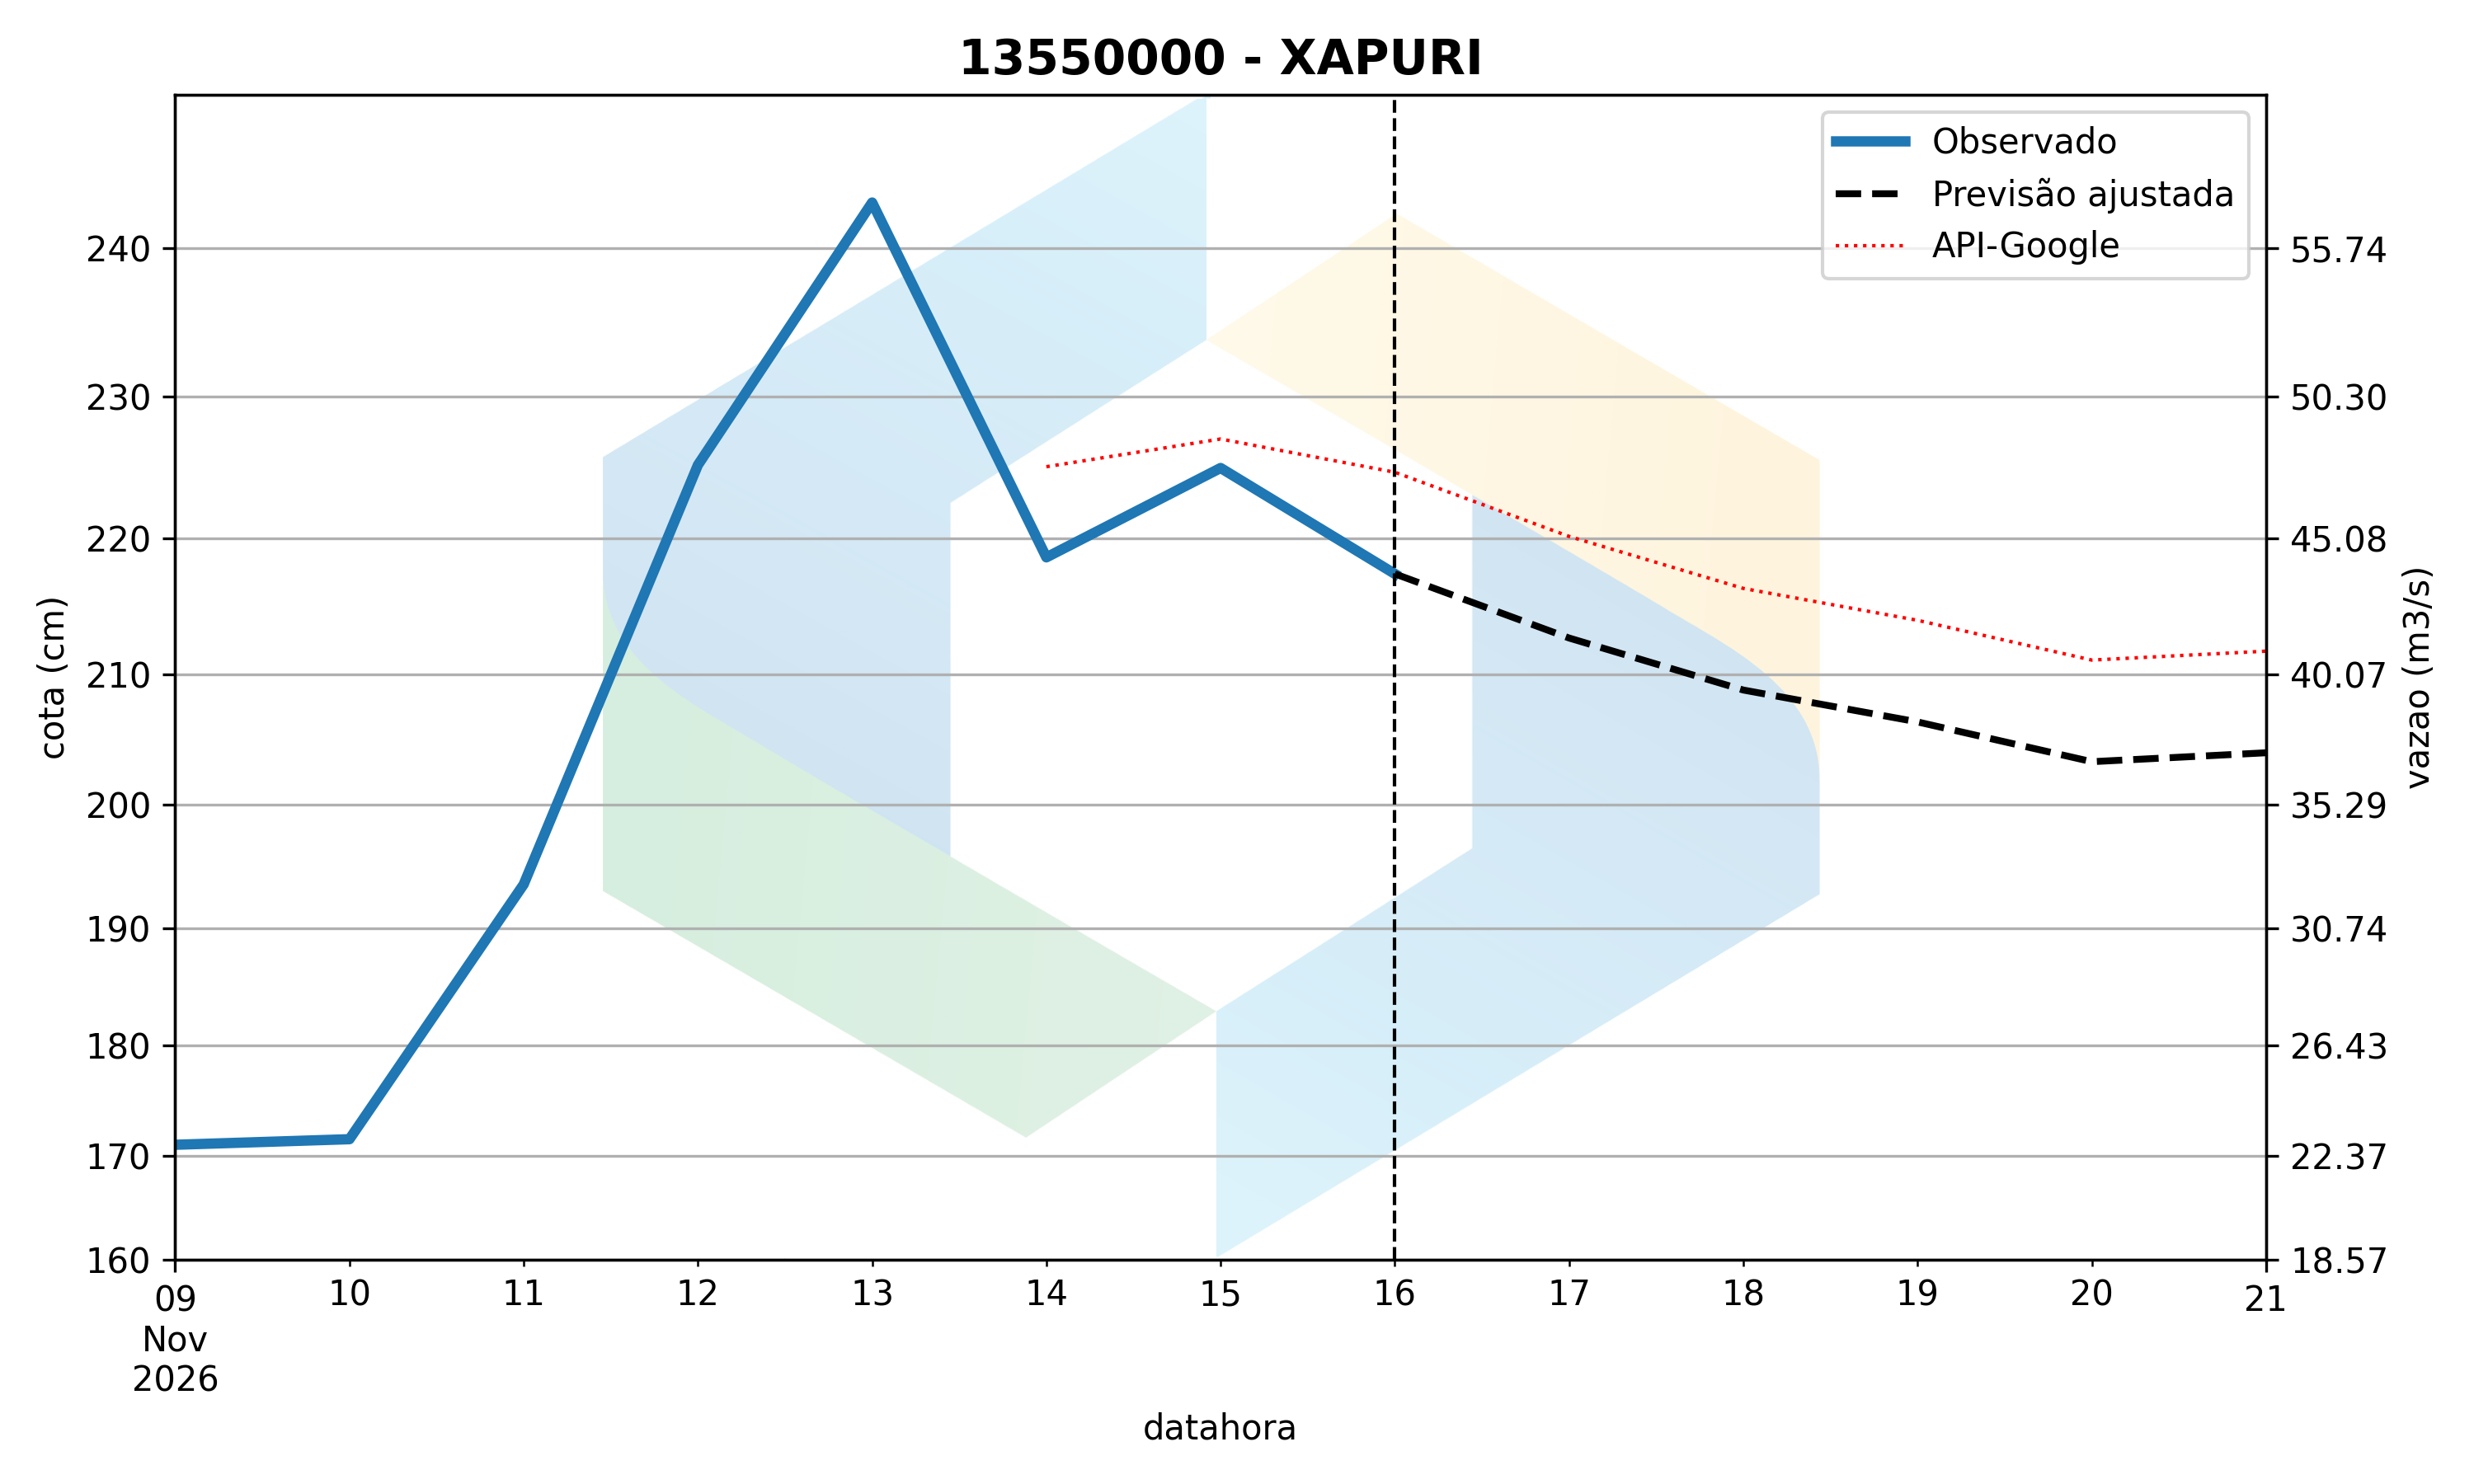 13550000 - XAPURI
Observado
Previsão ajustada
API-Google
240
230
220
210
200
190
180
170
160
cota (cm)
55.74
50.30
45.08
40.07
35.29
30.74
26.43
22.37
18.57
vazao (m3/s)
09 10 11 12 13 14 15 16 17 18 19 20 21
Nov
2026
datahora